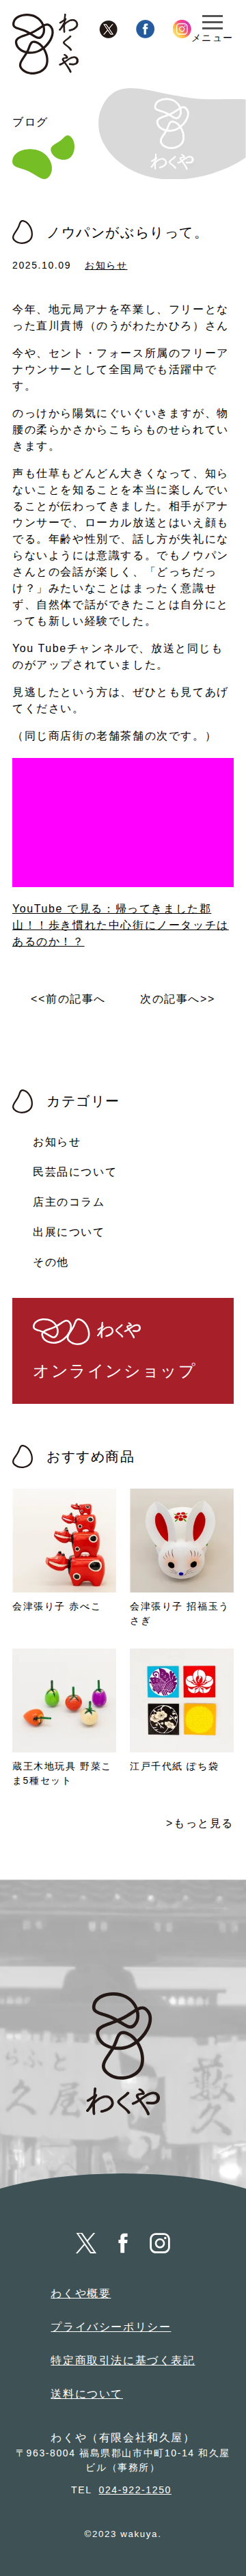 わくや
メニュー
ブログ
わくや
ノウパンがぶらりって。
2025.10.09 お知らせ
今年、地元局アナを卒業し、フリーとな
った直川貴博（のうがわたかひろ）さん
今や、セント・フォース所属のフリーア
ナウンサーとして全国局でも活躍中で
す。
のっけから陽気にぐいぐいきますが、物
腰の柔らかさからこちらものせられてい
きます。
声も仕草もどんどん大きくなって、知ら
ないことを知ることを本当に楽しんでい
ることが伝わってきました。相手がアナ
ウンサーで、ローカル放送とはいえ顔も
でる。年齢や性別で、話し方が失礼にな
らないようには意識する。でもノウパン
さんとの会話が楽しく、「どっちだっ
け？」みたいなことはまったく意識せ
ず、自然体で話ができたことは自分にと
っても新しい経験でした。
You Tubeチャンネルで、放送と同じも
のがアップされていました。
見逃したという方は、ぜひとも見てあげ
てください。
（同じ商店街の老舗茶舗の次です。）
YouTube で見る：帰ってきました郡
山！！歩き慣れた中心街にノータッチは
あるのか！？
<<前の記事へ 次の記事へ>>
カテゴリー
お知らせ
民芸品について
店主のコラム
出展について
その他
わくや
オンラインショップ
おすすめ商品
会津張り子 赤べこ
会津張り子 招福玉う
さぎ
蔵王木地玩具 野菜こ
ま5種セット
江戸千代紙 ぽち袋
>もっと見る
わくや
わくや概要
プライバシーポリシー
特定商取引法に基づく表記
送料について
わくや（有限会社和久屋）
〒963-8004 福島県郡山市中町10-14 和久屋
ビル（事務所）
TEL 024-922-1250
©2023 wakuya.